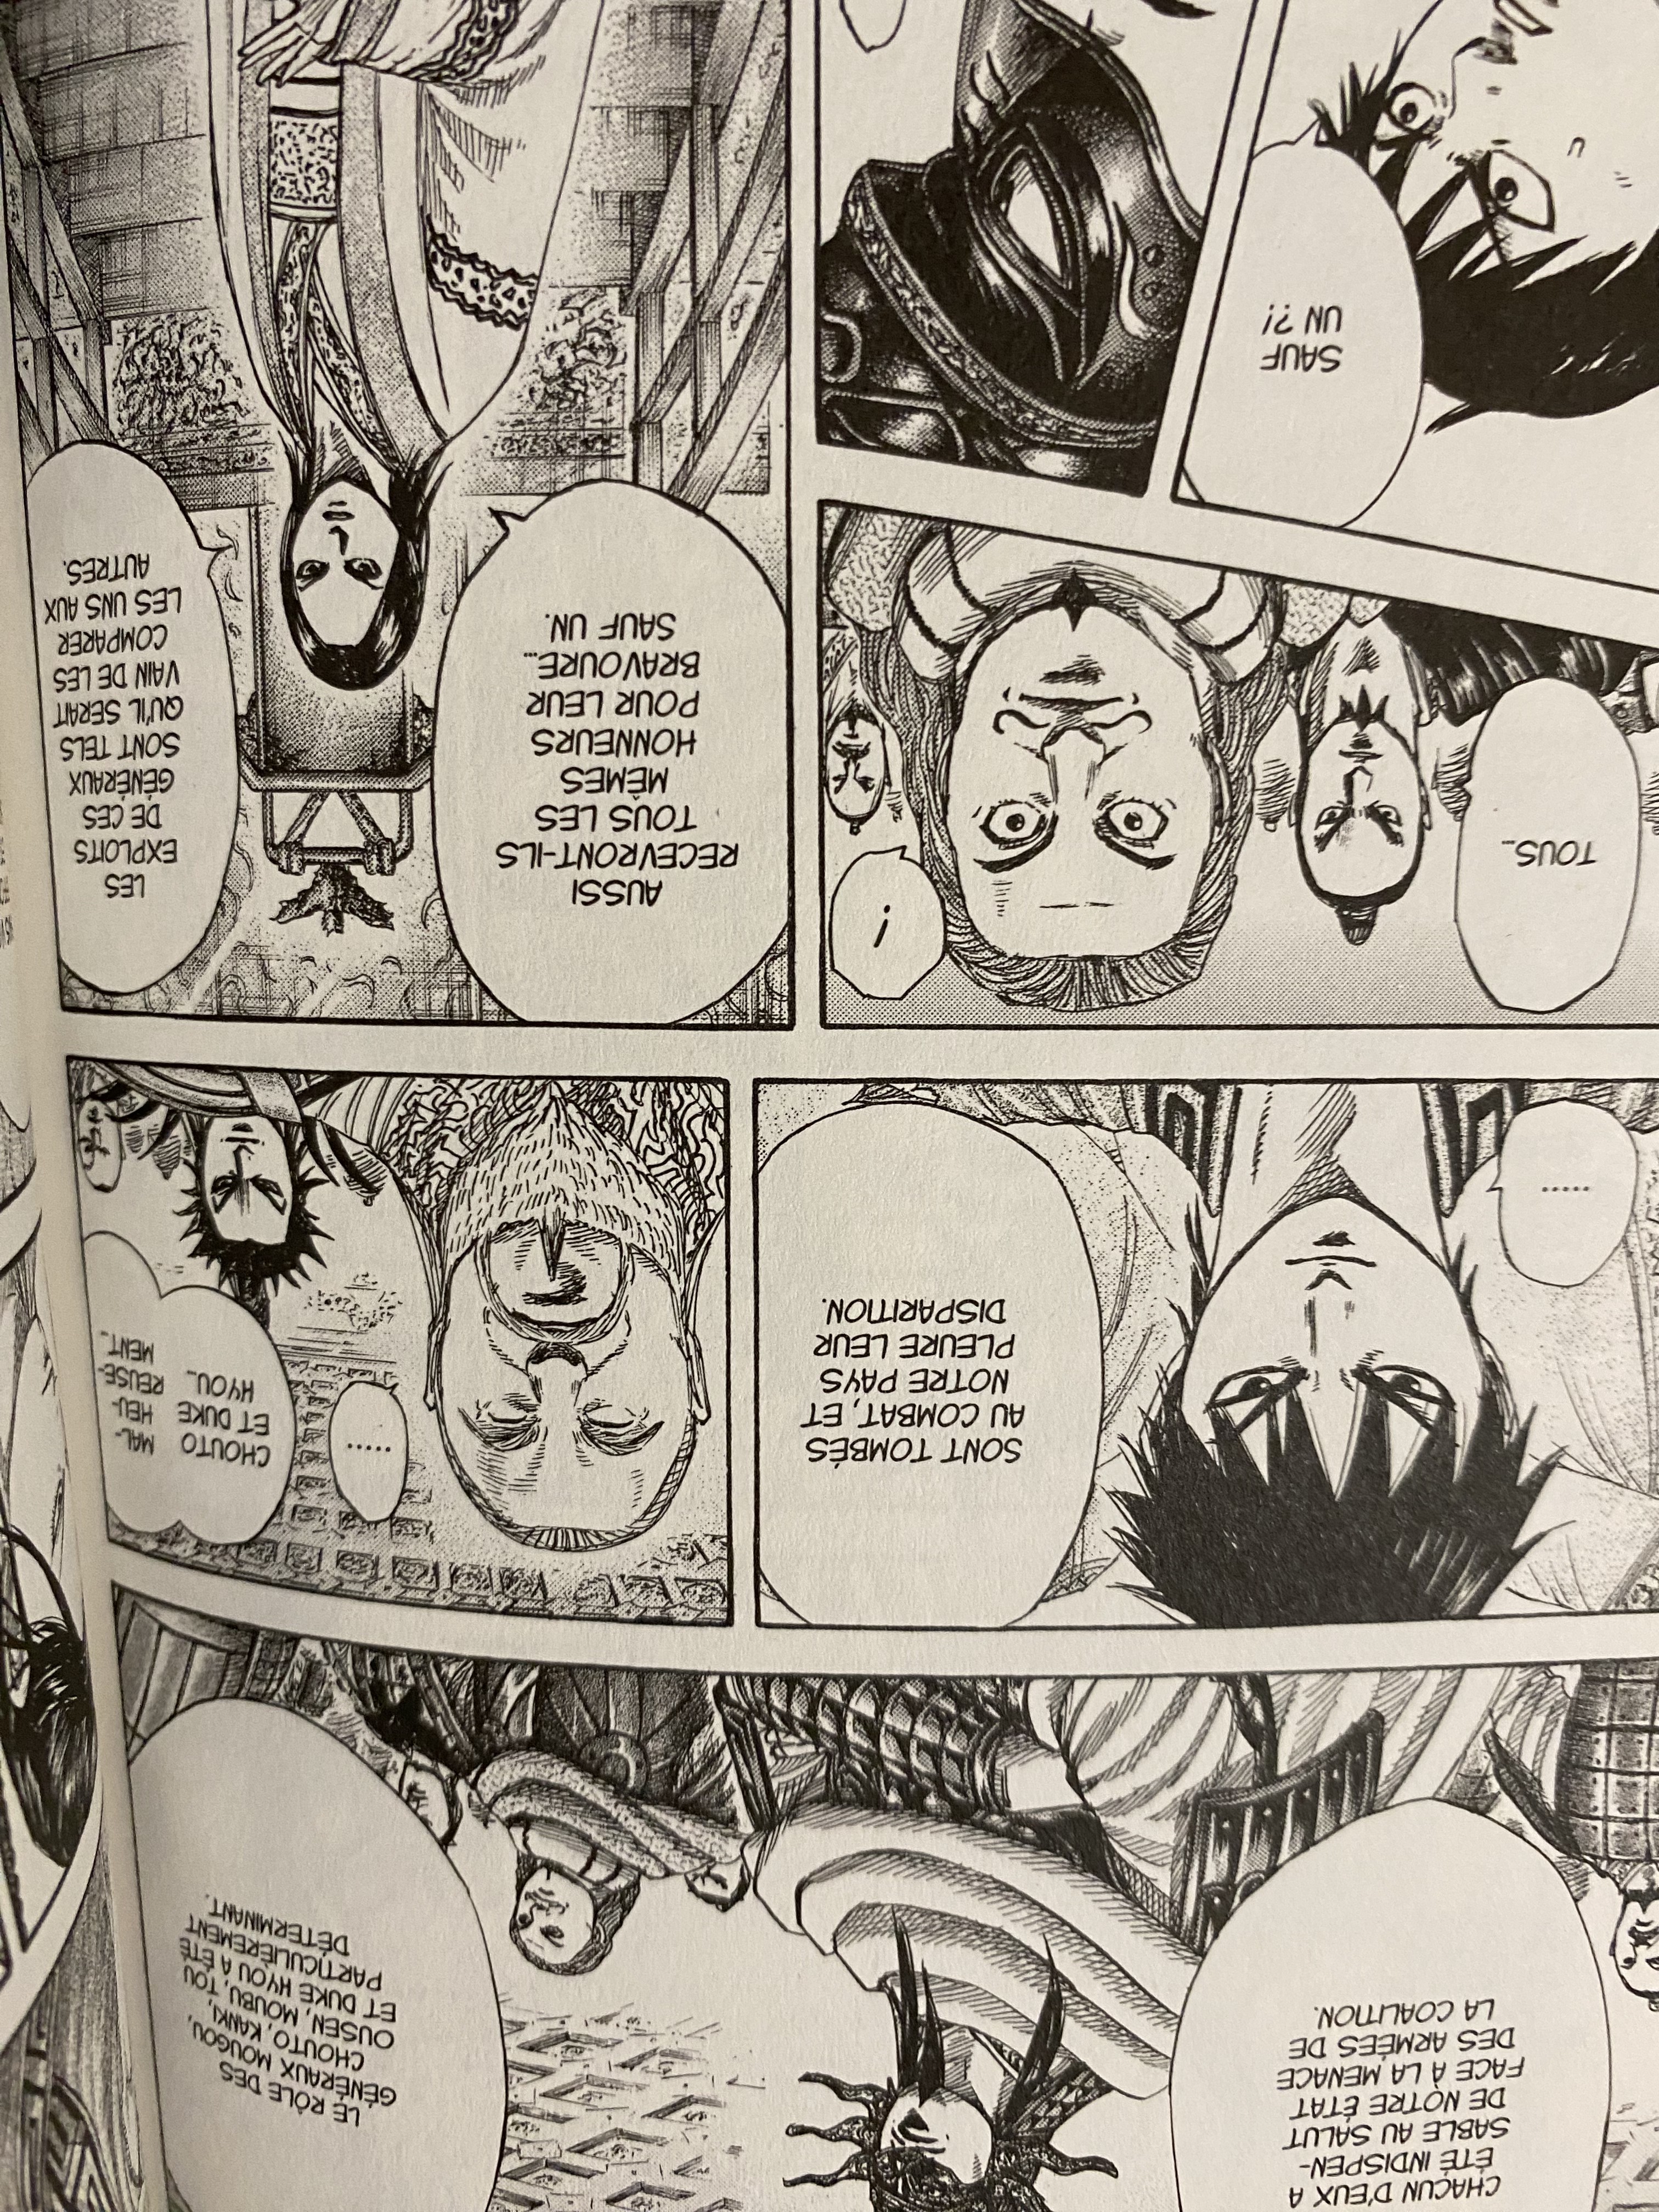 LE RÔLE DES
GÉNÉRAUX MOUGOU,
CHOUTO, KANKI,
OUSEN, MOUBU, TOU
ET DUKE HYOU A ÉTÉ
PARTICULIÈREMENT
DÉTERMINANT.
CHACUN D'EUX A
ÉTÉ INDISPEN-
SABLE AU SALUT
DE NOTRE ÉTAT
FACE À LA MENACE
DES ARMÉES DE
LA COALITION.
MAL-
HEU-
REUSE-
MENT...
CHOUTO
ET DUKE
HYOU...
.....
SONT TOMBÉS
AU COMBAT, ET
NOTRE PAYS
PLEURE LEUR
DISPARITION.
.....
LES
EXPLOITS
DE CES
GÉNÉRAUX
SONT TELS
QU'IL SERAIT
VAIN DE LES
COMPARER
LES UNS AUX
AUTRES.
AUSSI
RECEVRONT-ILS
TOUS LES
MÊMES
HONNEURS
POUR LEUR
BRAVOURE...
SAUF UN.
!
TOUS...
SAUF
UN ?!